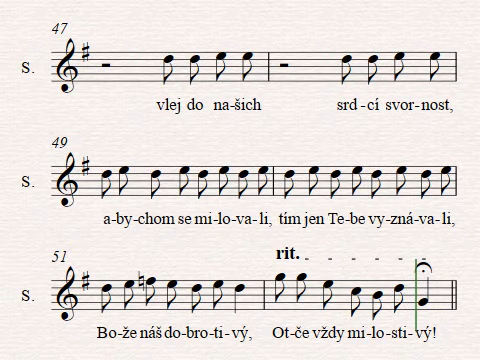 47
S.
vlej do na-šich srd-cí svor-nost,
49
S.
a-by-chom se mi-lo-va-li, tím jen Te-be vy-zná-va-li,
51
rit.
S.
Bo-že náš do-bro-ti-vý, Ot-če vždy mi-lo-sti-vý!